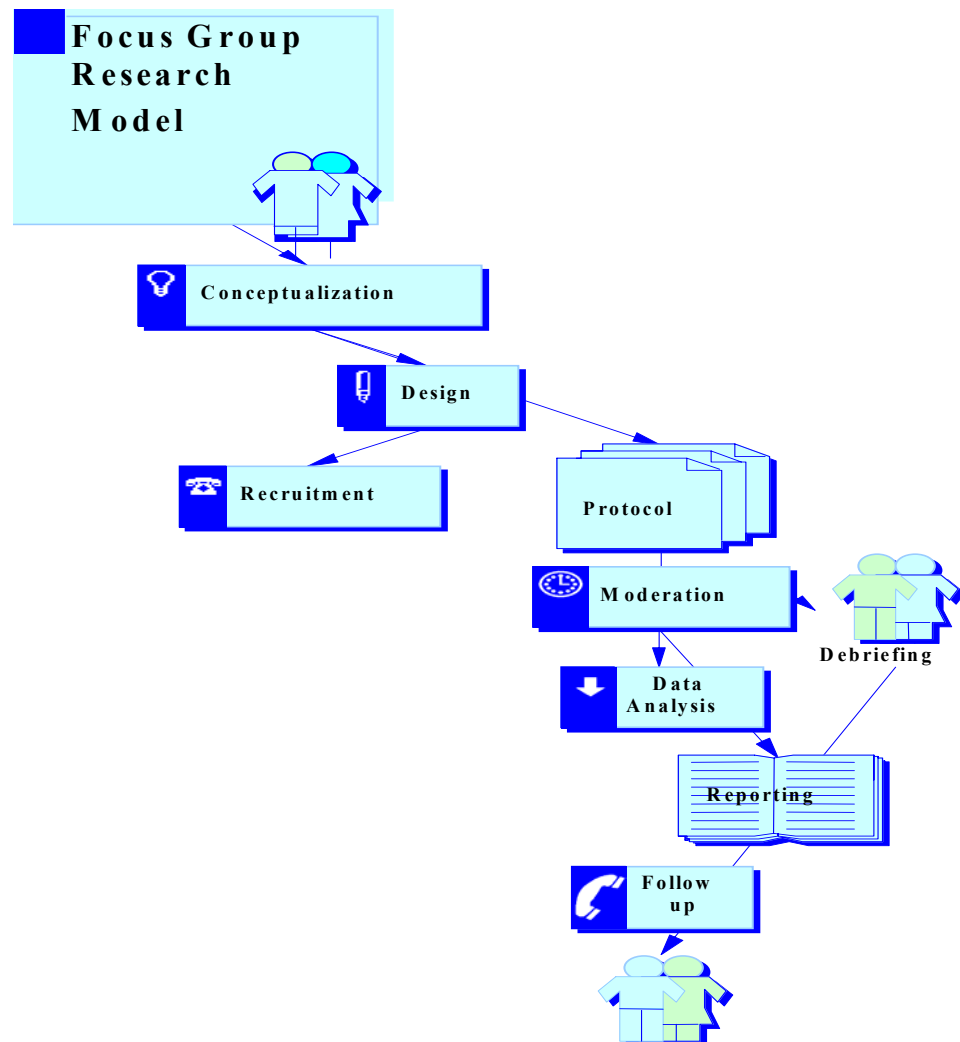 Focus Group
Research
Model
Conceptualization
Design
Recruitment
Protocol
Moderation
Debriefing
Data
Analysis
Reporting
Follow
up